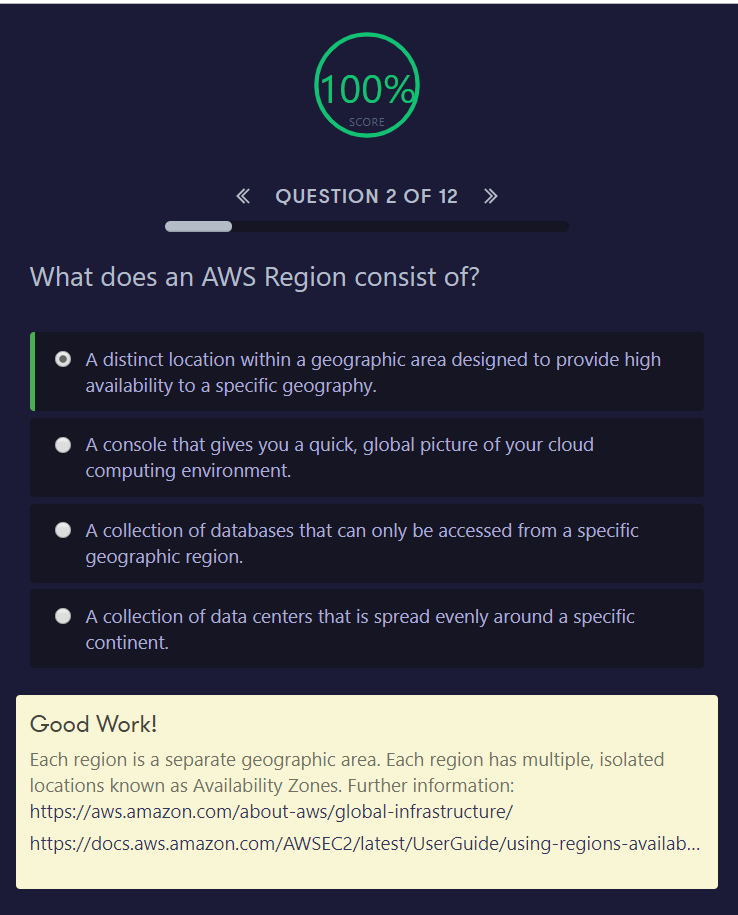 100%
SCORE
QUESTION 2 OF 12
What does an AWS Region consist of?
A distinct location within a geographic area designed to provide high
availability to a specific geography.
A console that gives you a quick, global picture of your cloud
computing environment.
A collection of databases that can only be accessed from a specific
geographic region.
A collection of data centers that is spread evenly around a specific
continent.
Good Work!
Each region is a separate geographic area. Each region has multiple, isolated
locations known as Availability Zones. Further information:
https://aws.amazon.com/about-aws/global-infrastructure/
https://docs.aws.amazon.com/AWSEC2/latest/UserGuide/using-regions-availab...